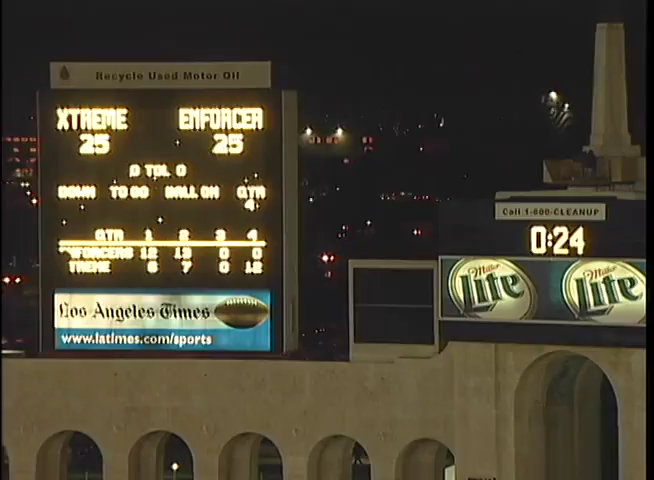 Recycle Used Motor Oil
XTREME ENFORCER
25 25
0 TOL 0
DOWN TO GO BALL ON QTR
4
QTR 1 2 3 4
ENFORCERS 12 13 0 0
TREME 6 7 0 12
Los Angeles Times
www.latimes.com/sports
Call 1-800-CLEANUP
0:24
Miller Lite Miller Lite